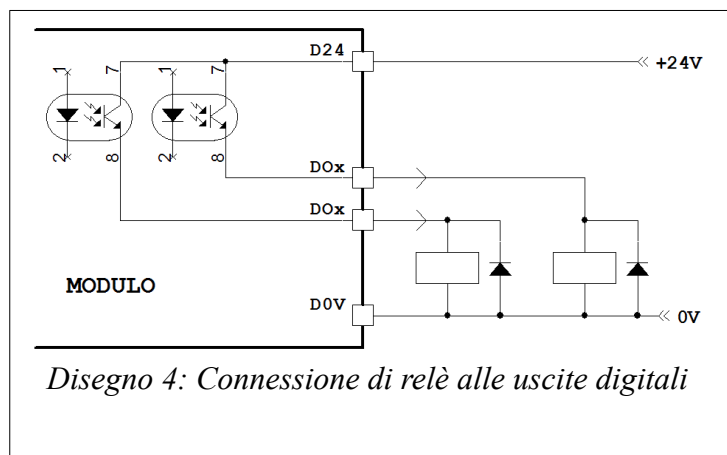 D24
+24V
1 7 1 7
2 8 2 8
DOx
DOx
MODULO
D0V
0V
Disegno 4: Connessione di relè alle uscite digitali